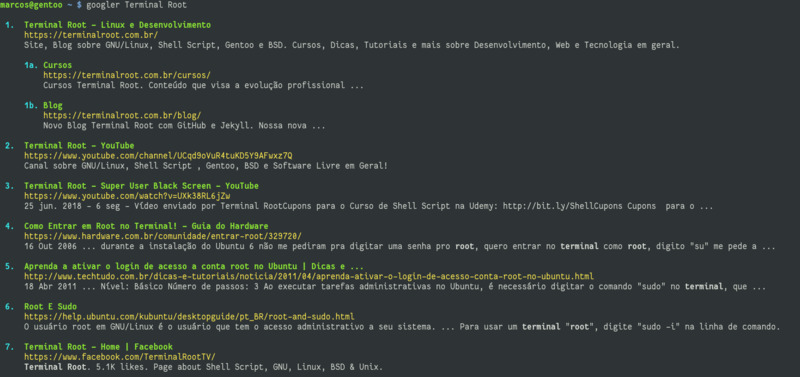 marcos@gentoo ~ $ googler Terminal Root
1. Terminal Root – Linux e Desenvolvimento
https://terminalroot.com.br/
Site, Blog sobre GNU/Linux, Shell Script, Gentoo e BSD. Cursos, Dicas, Tutoriais e mais sobre Desenvolvimento, Web e Tecnologia em geral.
1a. Cursos
https://terminalroot.com.br/cursos/
Cursos Terminal Root. Conteúdo que visa a evolução profissional ...
1b. Blog
https://terminalroot.com.br/blog/
Novo Blog Terminal Root com GitHub e Jekyll. Nossa nova ...
2. Terminal Root – YouTube
https://www.youtube.com/channel/UCqd9oVuR4tuKD5Y9AFwxz7Q
Canal sobre GNU/Linux, Shell Script , Gentoo, BSD e Software Livre em Geral!
3. Terminal Root – Super User Black Screen – YouTube
https://www.youtube.com/watch?v=UXk38RL6jZw
25 jun. 2018 – 6 seg – Vídeo enviado por Terminal RootCupons para o Curso de Shell Script na Udemy: http://bit.ly/ShellCupons Cupons para o ...
4. Como Entrar em Root no Terminal! – Guia do Hardware
https://www.hardware.com.br/comunidade/entrar-root/329720/
16 Out 2006 ... durante a instalação do Ubuntu 6 não me pediram pra digitar uma senha pro root, quero entrar no terminal como root, digito "su" me pede a ...
5. Aprenda a ativar o login de acesso a conta root no Ubuntu | Dicas e ...
http://www.techtudo.com.br/dicas-e-tutoriais/noticia/2011/04/aprenda-ativar-o-login-de-acesso-conta-root-no-ubuntu.html
18 Abr 2011 ... Nível: Básico Número de passos: 3 Ao executar tarefas administrativas no Ubuntu, é necessário digitar o comando "sudo" no terminal, que ...
6. Root E Sudo
https://help.ubuntu.com/kubuntu/desktopguide/pt_BR/root-and-sudo.html
O usuário root em GNU/Linux é o usuário que tem o acesso administrativo a seu sistema. ... Para usar um terminal "root", digite "sudo -i" na linha de comando.
7. Terminal Root – Home | Facebook
https://www.facebook.com/TerminalRootTV/
Terminal Root. 5.1K likes. Page about Shell Script, GNU, Linux, BSD & Unix.